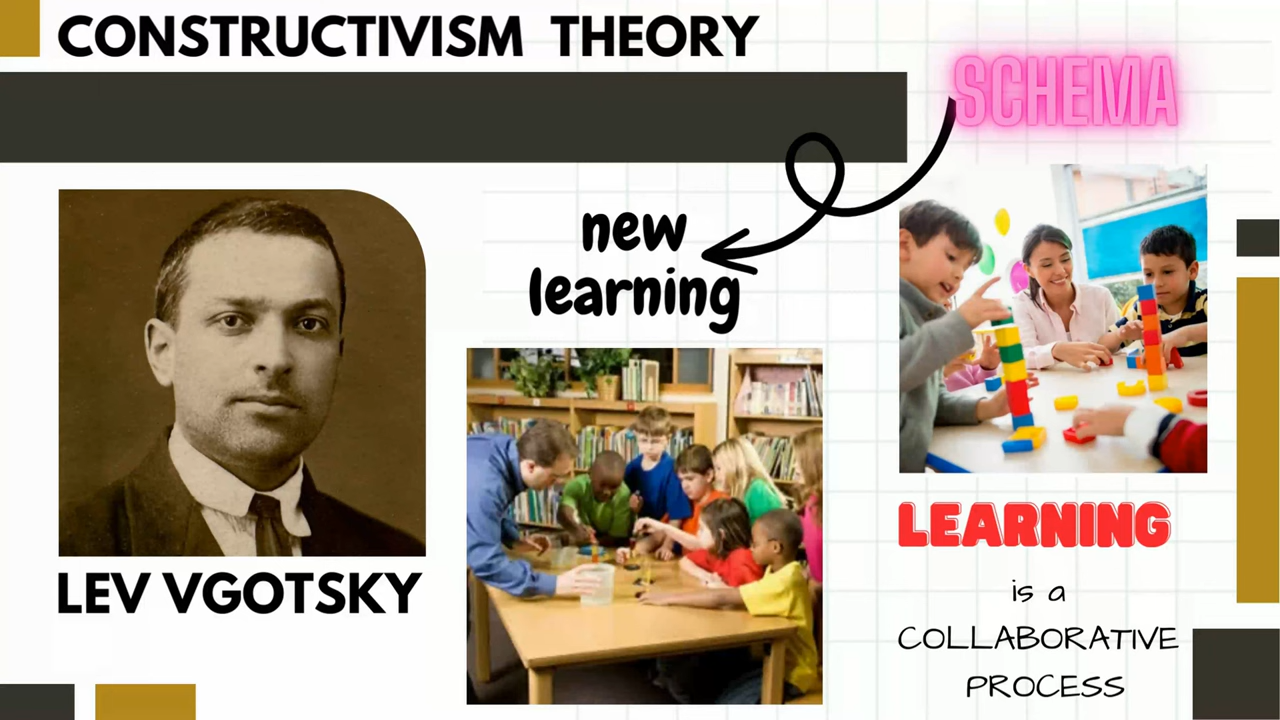 CONSTRUCTIVISM THEORY
SCHEMA
new
learning
LEV VGOTSKY
LEARNING
is a
COLLABORATIVE
PROCESS